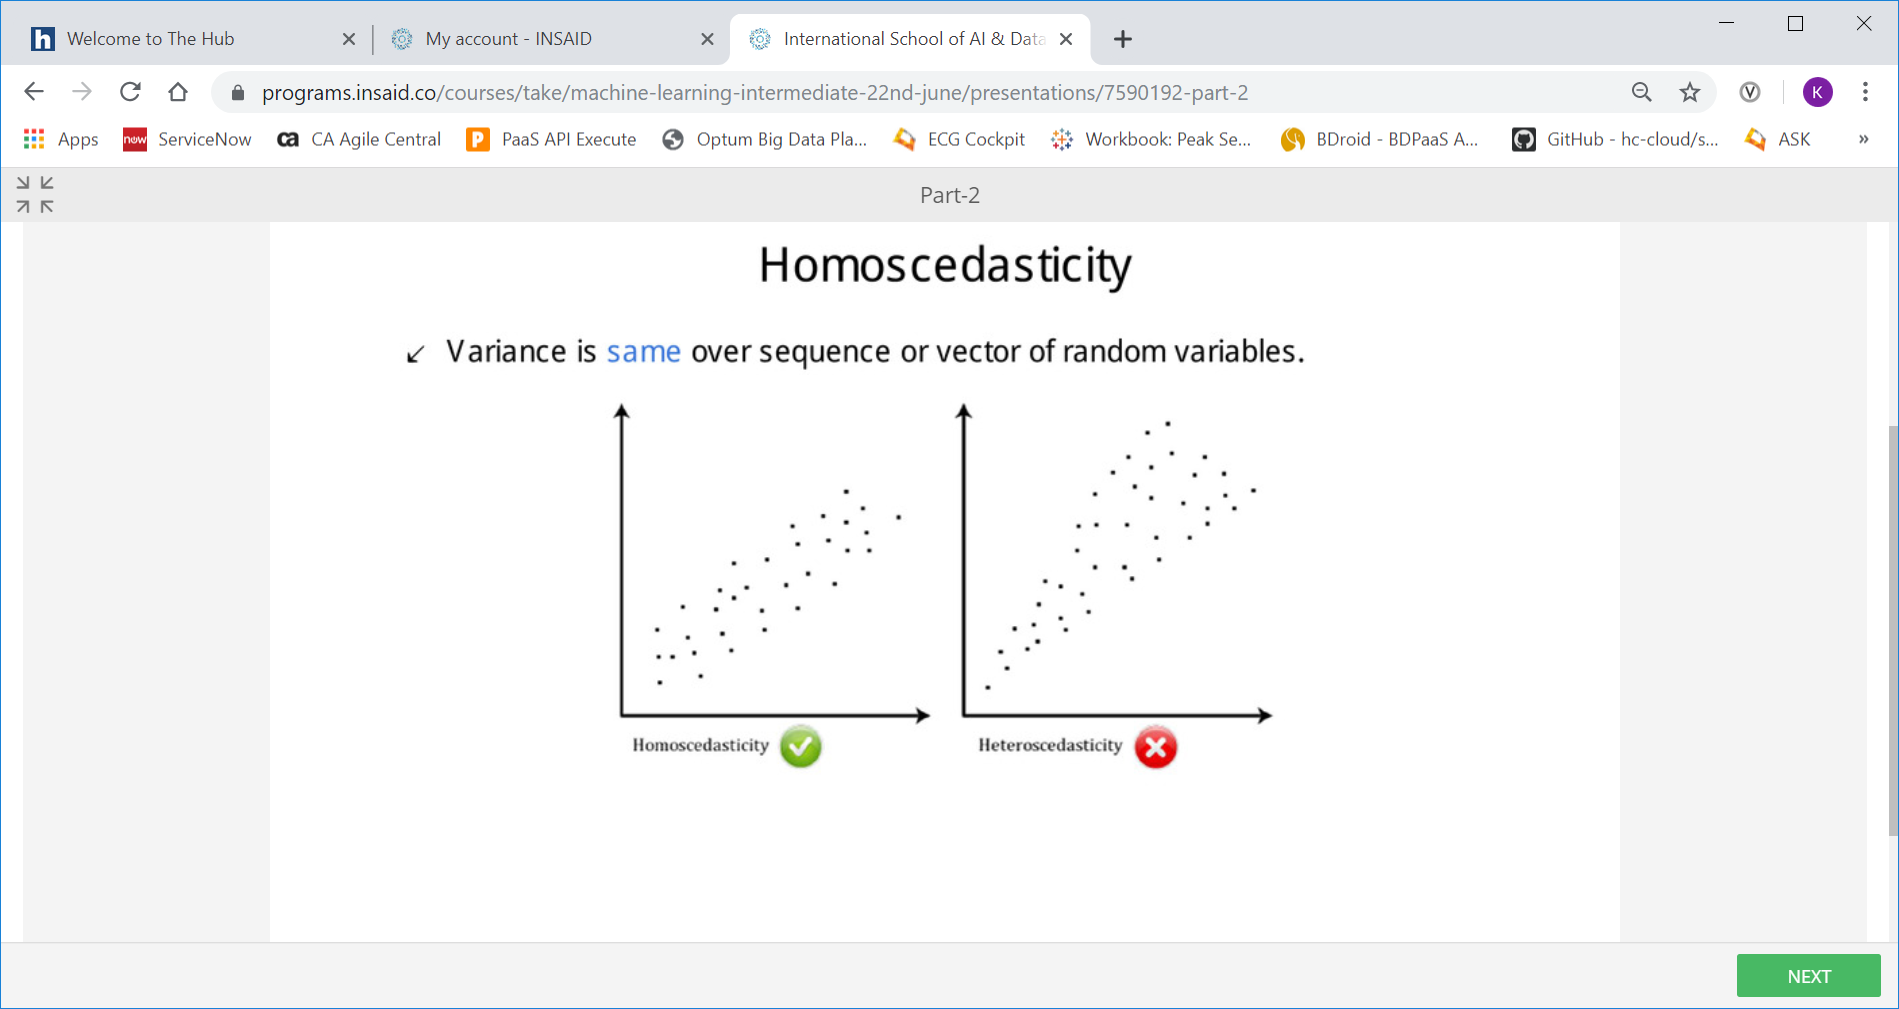 h Welcome to The Hub
My account - INSAID
International School of AI & Data
programs.insaid.co/courses/take/machine-learning-intermediate-22nd-june/presentations/7590192-part-2
V
K
Apps
now ServiceNow
ca CA Agile Central
P PaaS API Execute
Optum Big Data Pla...
ECG Cockpit
Workbook: Peak Se...
BDroid - BDPaaS A...
GitHub - hc-cloud/s...
ASK
»
Part-2
Homoscedasticity
Variance is same over sequence or vector of random variables.
Homoscedasticity
Heteroscedasticity
NEXT